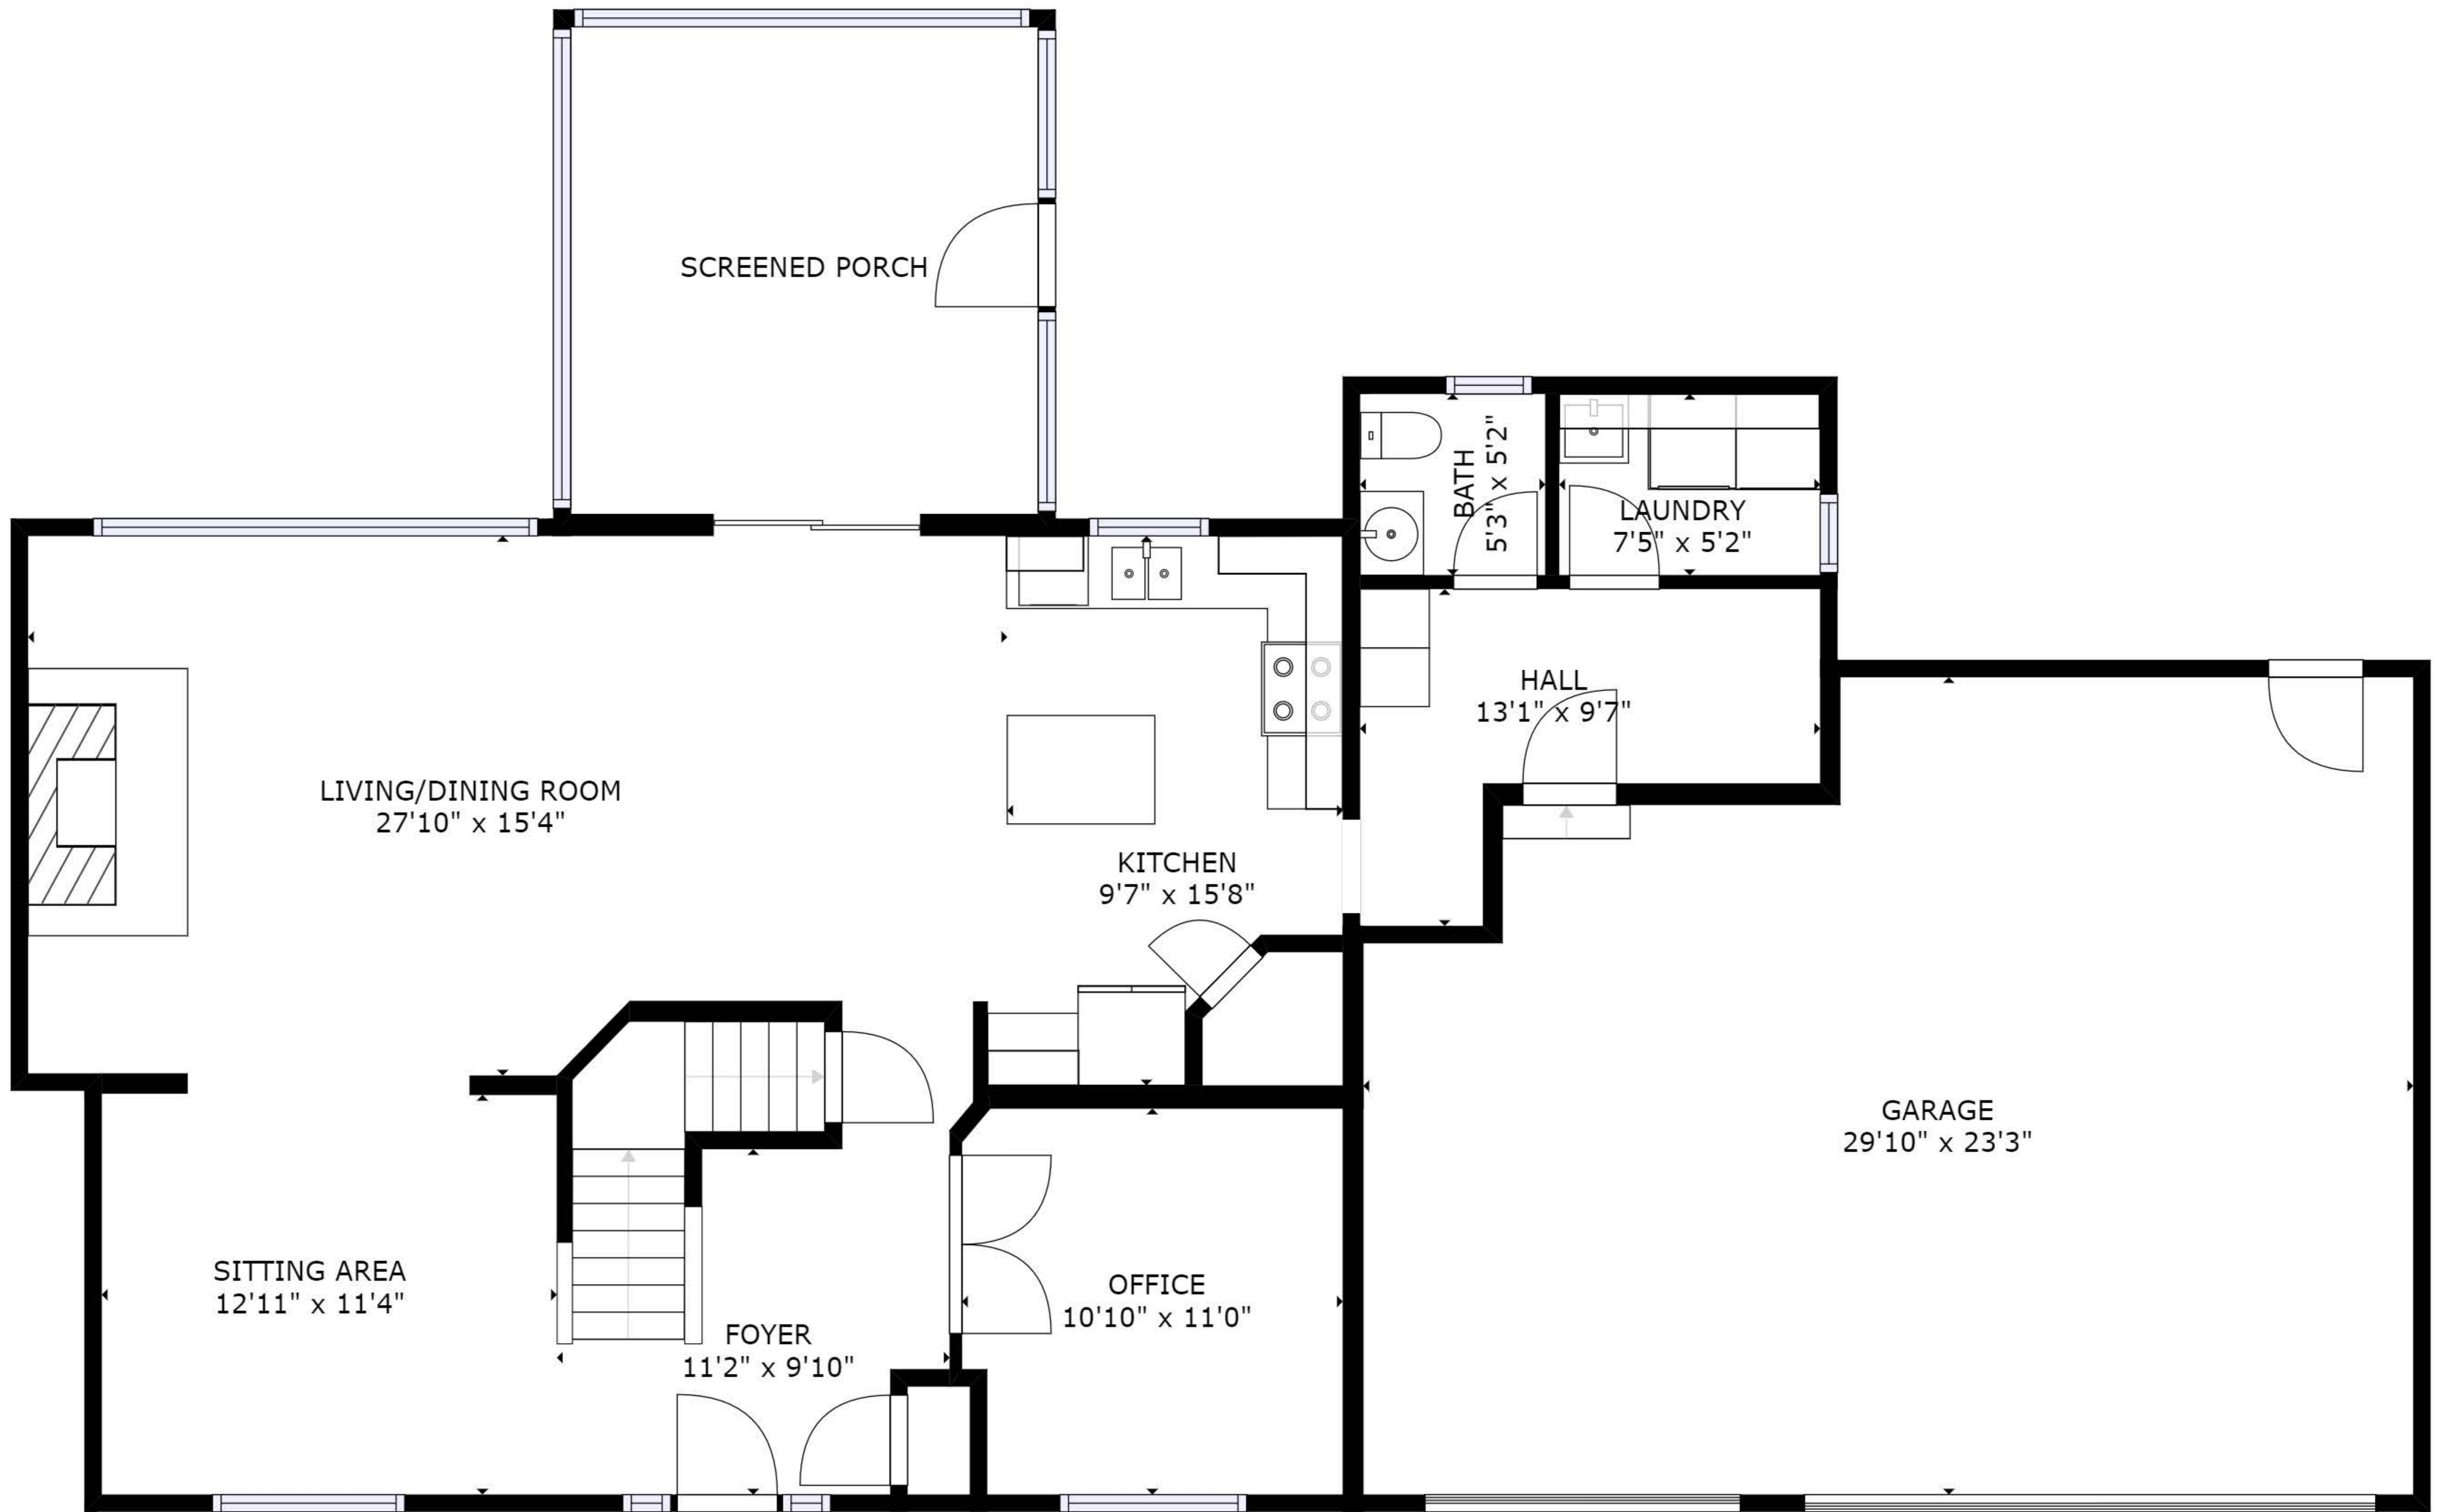 SCREENED PORCH
BATH
5'3" x 5'2"
LAUNDRY
7'5" x 5'2"
HALL
13'1" x 9'7"
LIVING/DINING ROOM
27'10" x 15'4"
KITCHEN
9'7" x 15'8"
GARAGE
29'10" x 23'3"
SITTING AREA
12'11" x 11'4"
OFFICE
10'10" x 11'0"
FOYER
11'2" x 9'10"